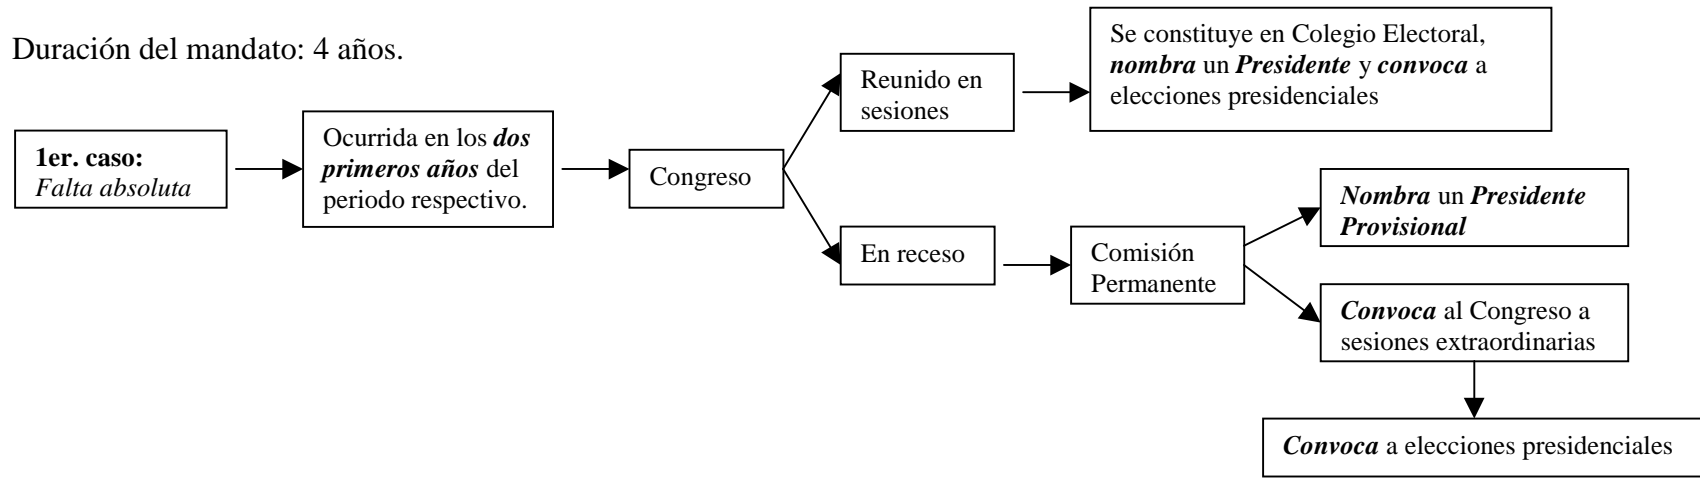 Duración del mandato: 4 años.
1er. caso:
Falta absoluta
Ocurrida en los dos
primeros años del
periodo respectivo.
Congreso
Reunido en
sesiones
Se constituye en Colegio Electoral,
nombra un Presidente y convoca a
elecciones presidenciales
En receso
Comisión
Permanente
Nombra un Presidente
Provisional
Convoca al Congreso a
sesiones extraordinarias
Convoca a elecciones presidenciales